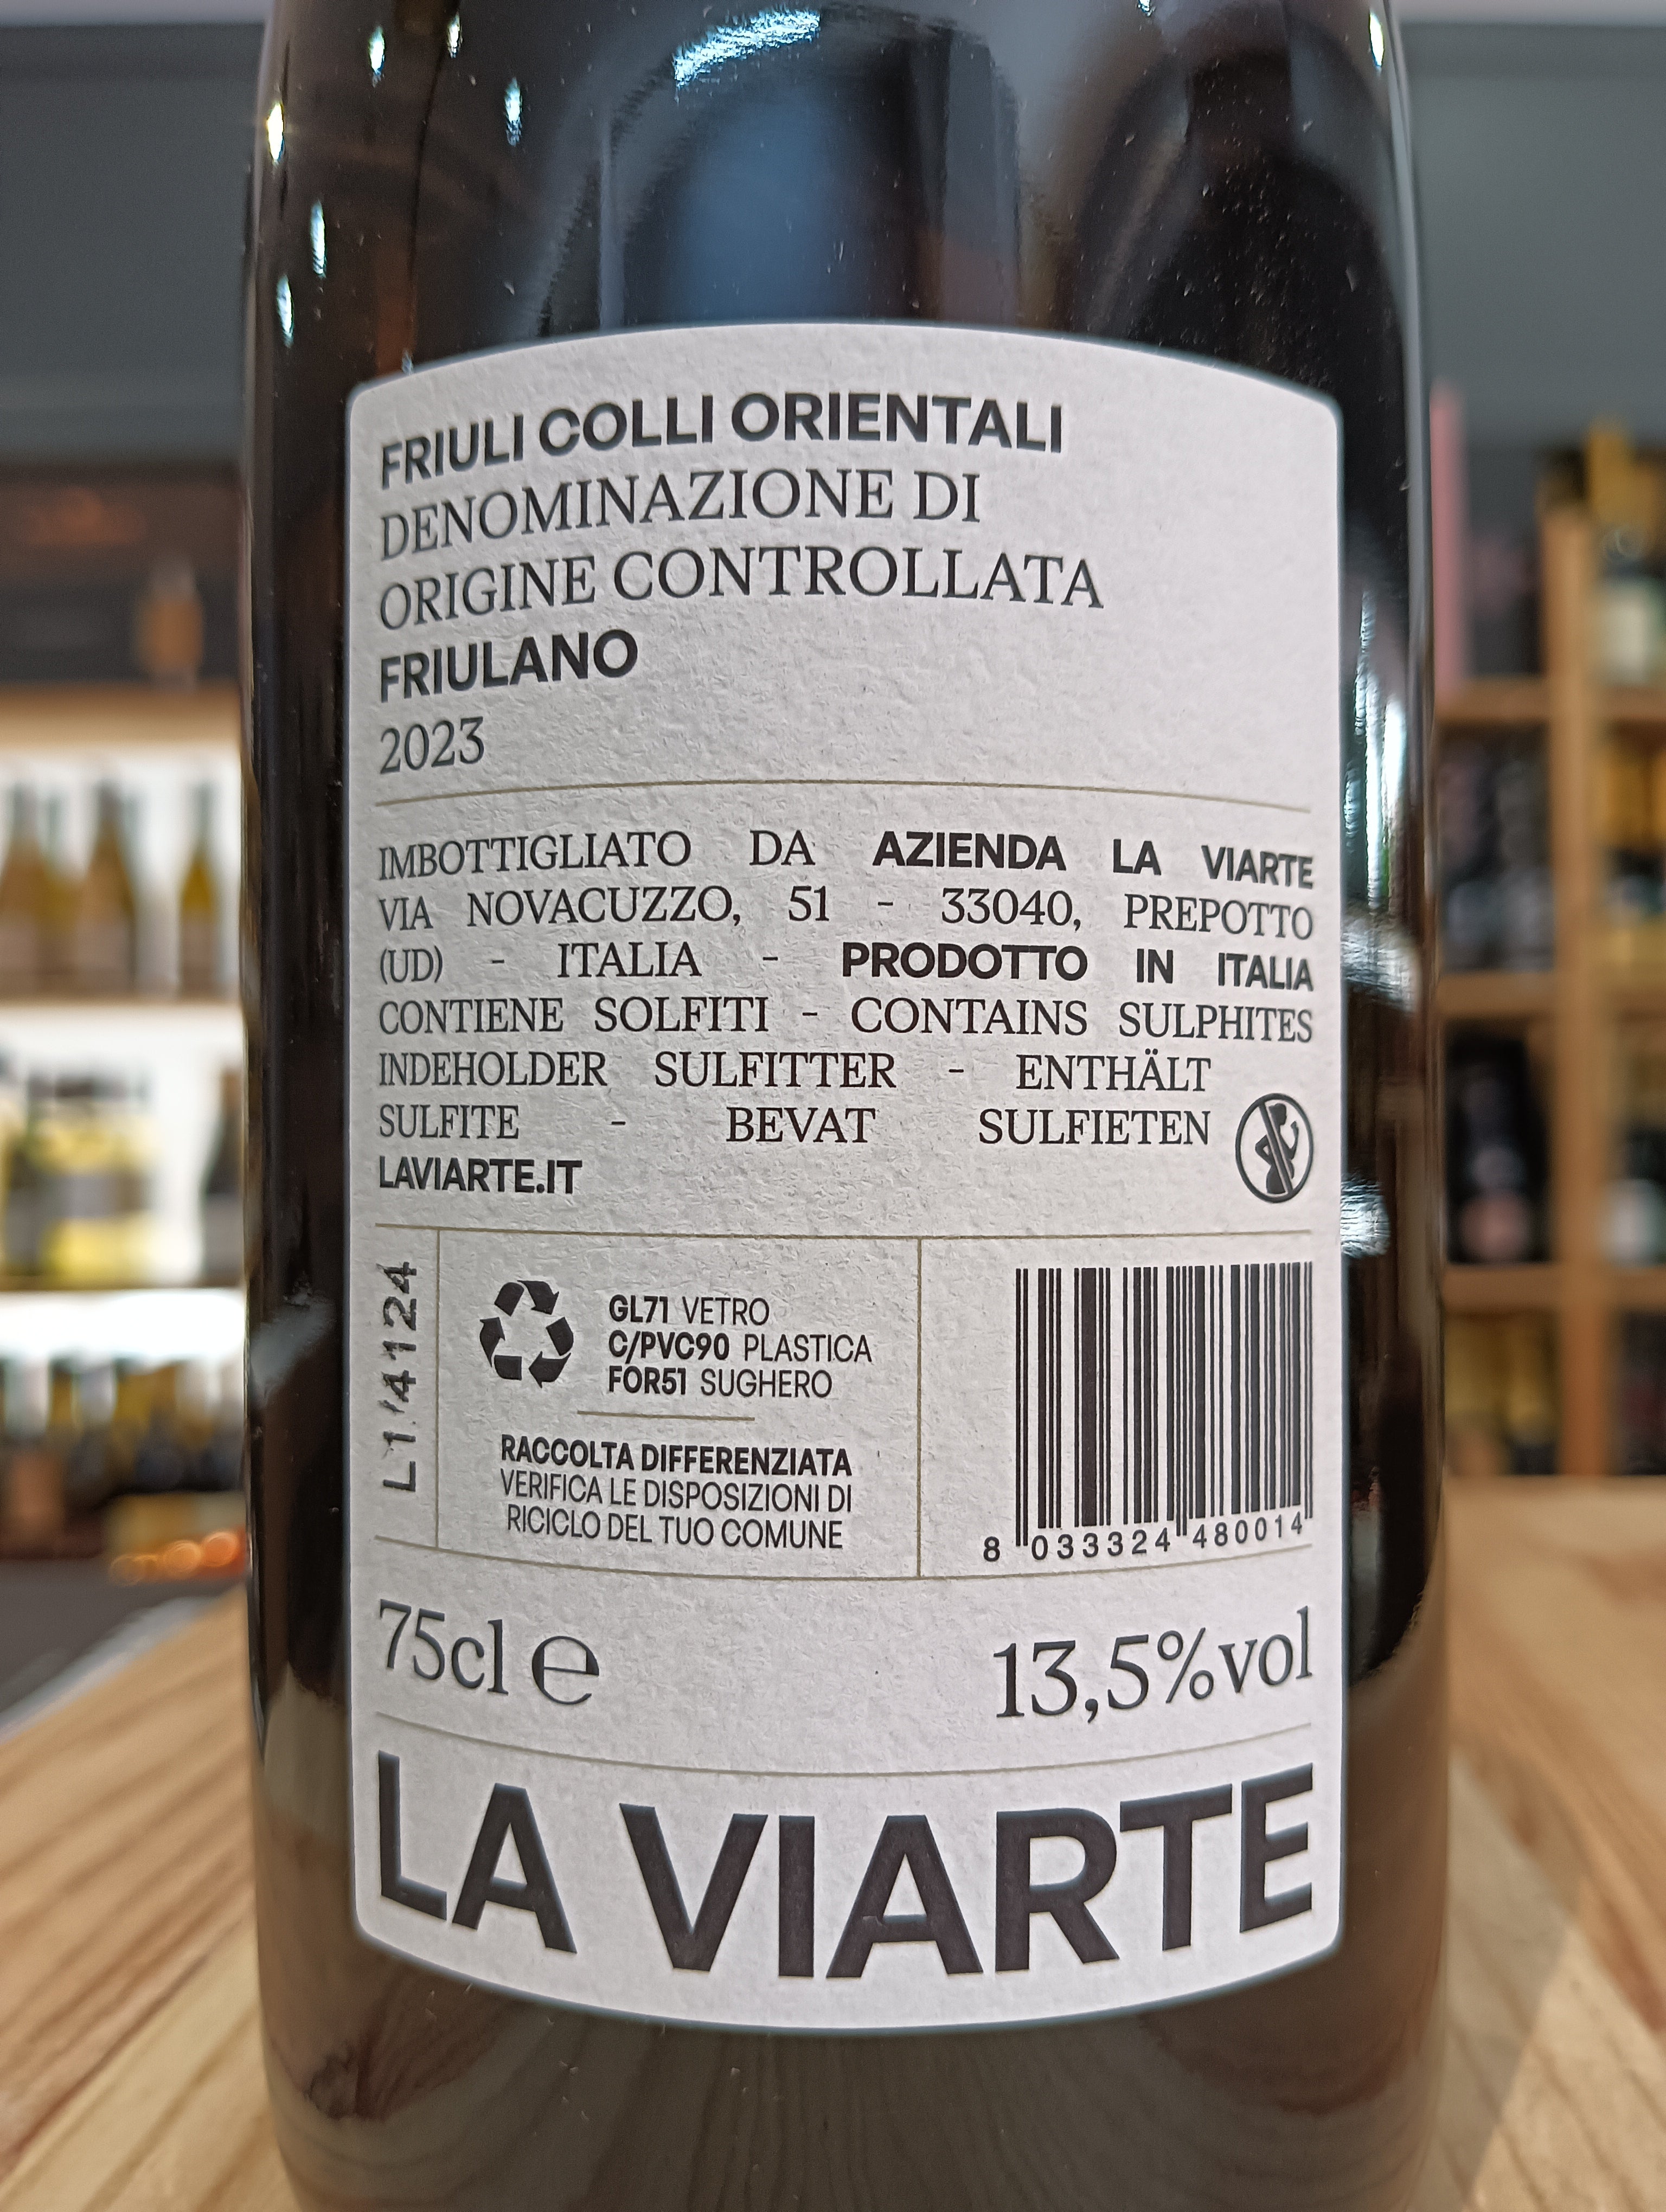 FRIULI COLLI ORIENTALI
DENOMINAZIONE DI
ORIGINE CONTROLLATA
FRIULANO
2023
IMBOTTIGLIATO DA AZIENDA LA VIARTE
VIA NOVACUZZO, 51 - 33040, PREPOTTO
(UD) - ITALIA - PRODOTTO IN ITALIA
CONTIENE SOLFITI - CONTAINS SULPHITES
INDEHOLDER SULFITTER - ENTHÄLT
SULFITE - BEVAT SULFIETEN
LAVIARTE.IT
GL71 VETRO
C/PVC90 PLASTICA
FOR51 SUGHERO
RACCOLTA DIFFERENZIATA
VERIFICA LE DISPOSIZIONI DI
RICICLO DEL TUO COMUNE
8 033324 480014
75cl e
13,5%vol
LA VIARTE